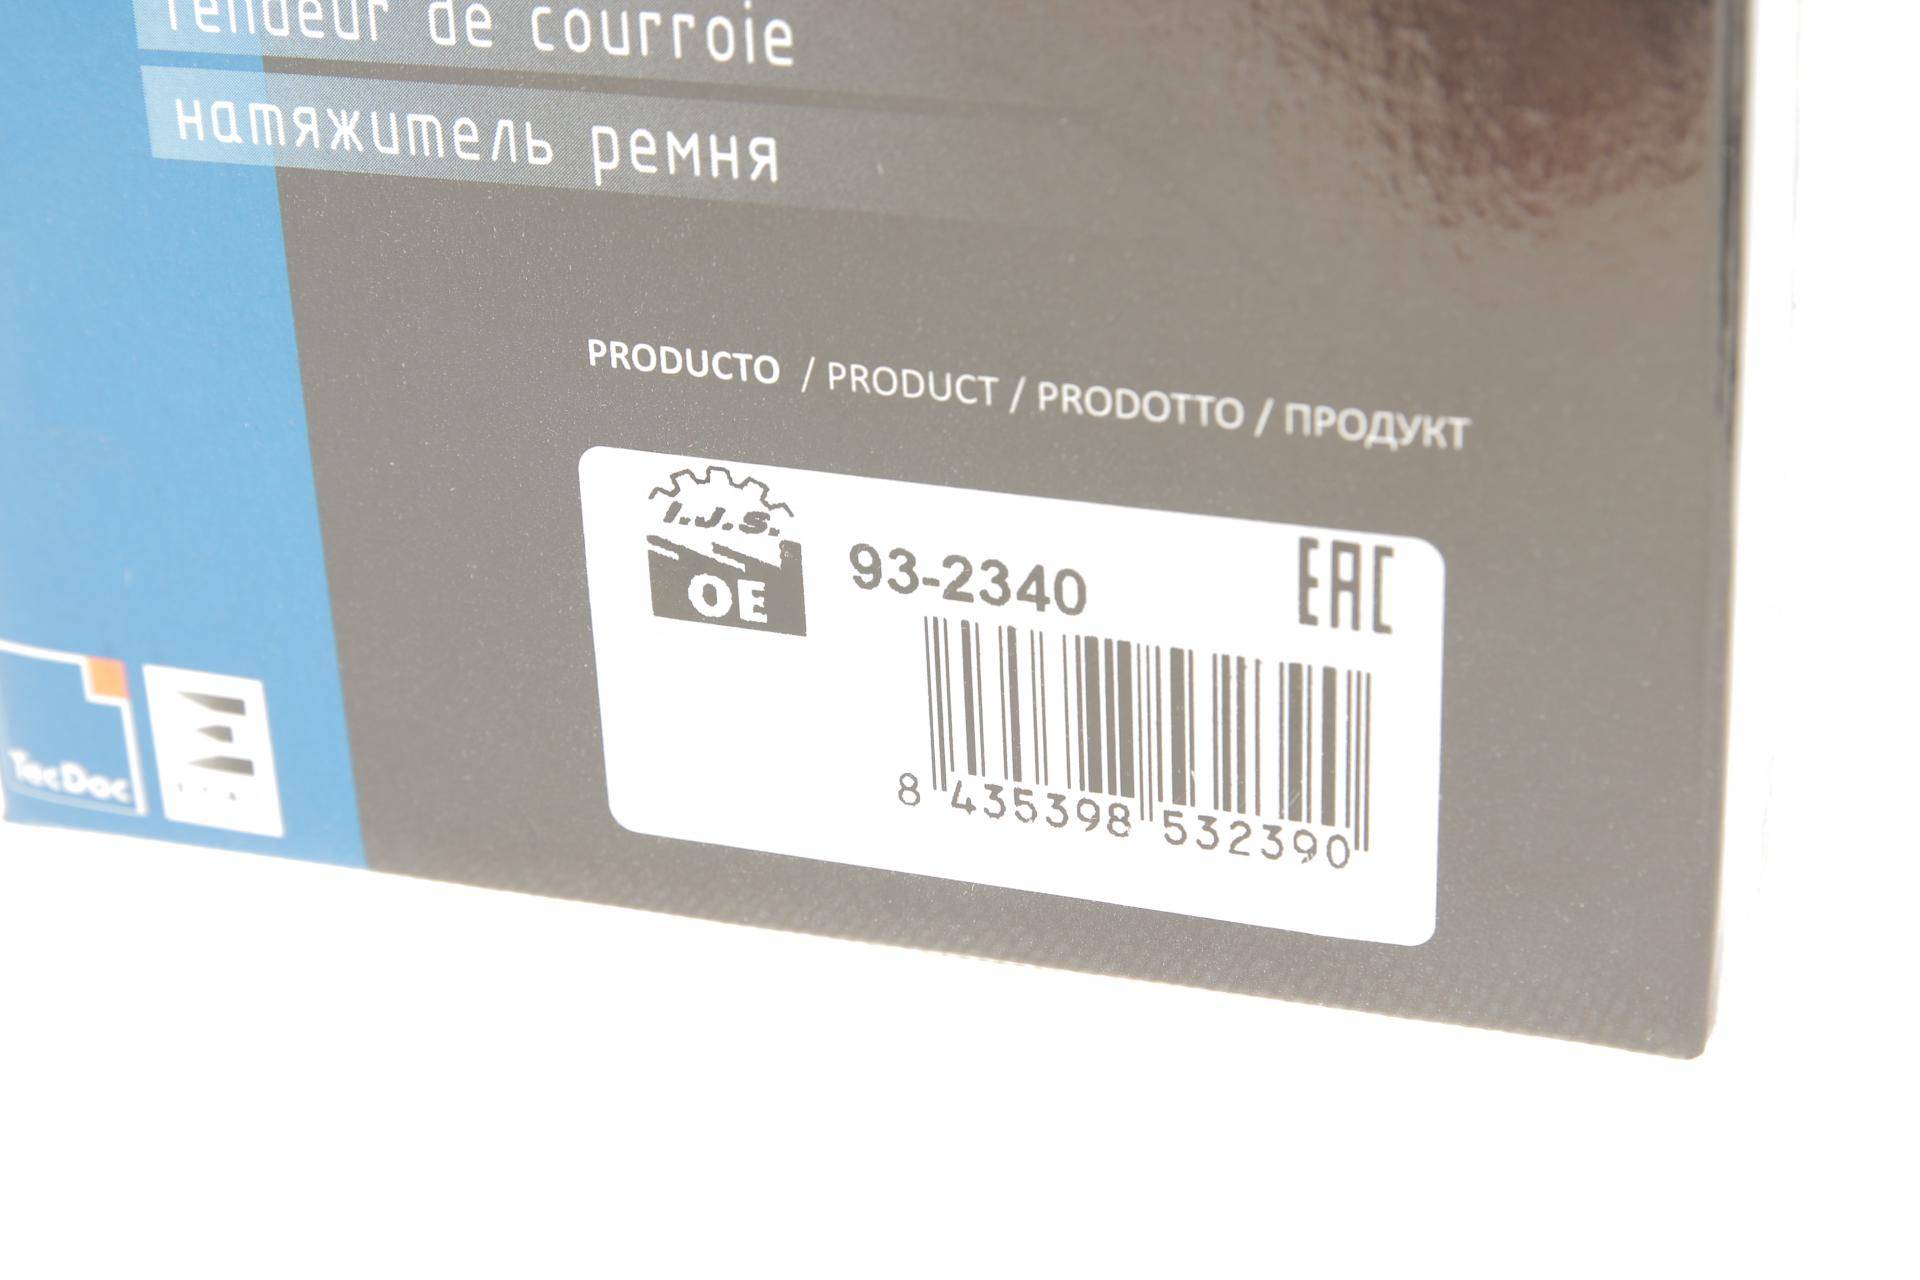 Tendeur de courroie
натяжитель ремня
PRODUCTO / PRODUCT / PRODOTTO / ПРОДУКТ
I.J.S.
OE
93-2340
EAC
8 435398 532390
TecDoc